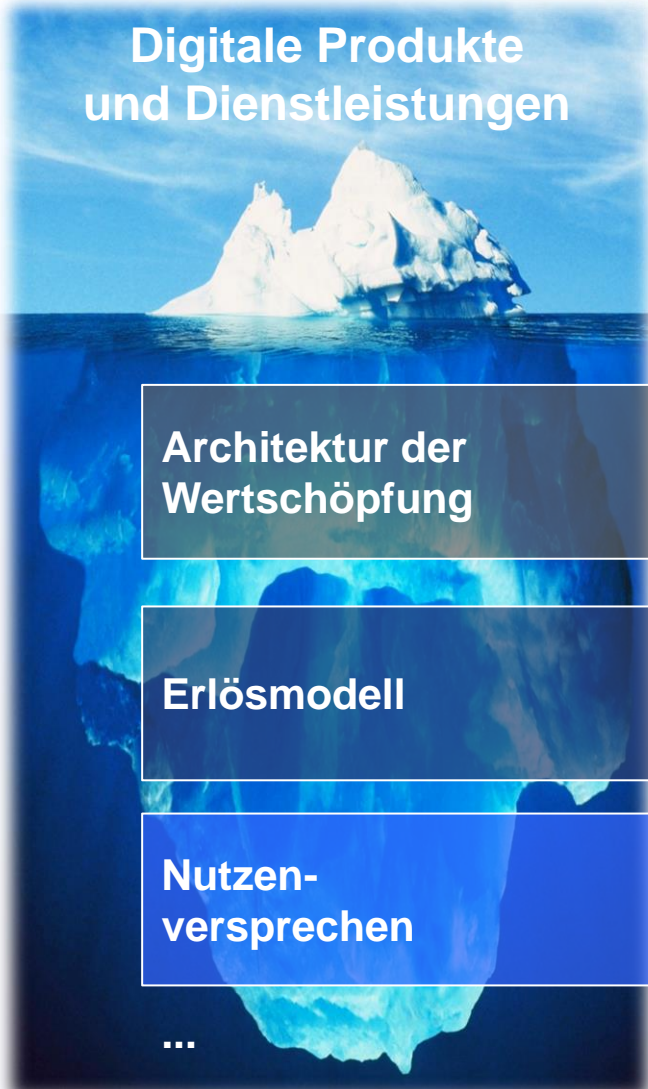 Digitale Produkte
und Dienstleistungen
Architektur der
Wertschöpfung
Erlösmodell
Nutzen-
versprechen
...